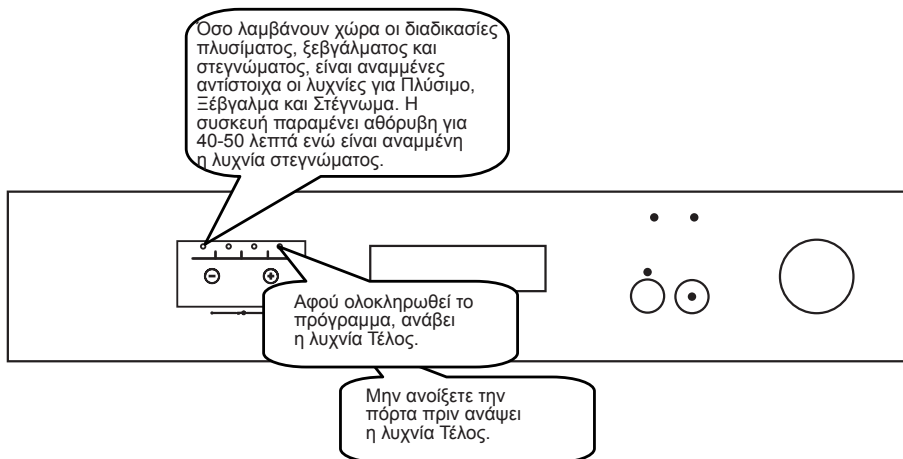 Όσο λαμβάνουν χώρα οι διαδικασίες
πλυσίματος, ξεβγάλματος και
στεγνώματος, είναι αναμμένες
αντίστοιχα οι λυχνίες για Πλύσιμο,
Ξέβγαλμα και Στέγνωμα. Η
συσκευή παραμένει αθόρυβη για
40-50 λεπτά ενώ είναι αναμμένη
η λυχνία στεγνώματος.
Αφού ολοκληρωθεί το
πρόγραμμα, ανάβει
η λυχνία Τέλος.
Μην ανοίξετε την
πόρτα πριν ανάψει
η λυχνία Τέλος.